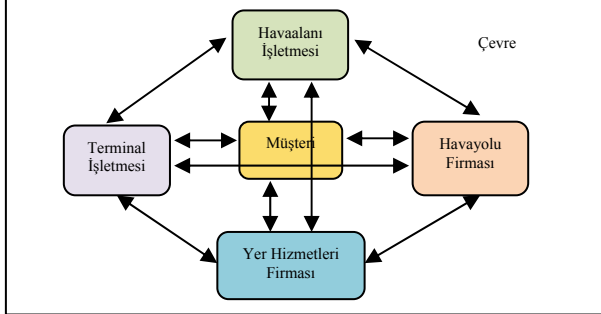 Havaalanı
İşletmesi
Çevre
Terminal
İşletmesi
Müşteri
Havayolu
Firması
Yer Hizmetleri
Firması